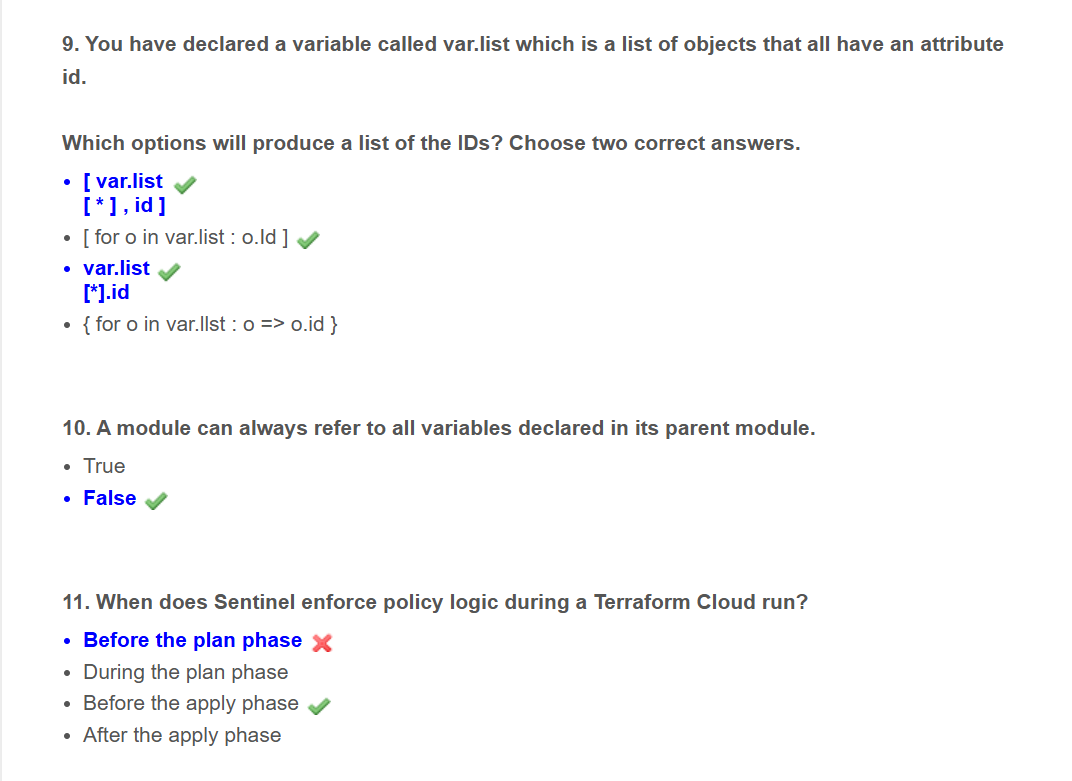 9. You have declared a variable called var.list which is a list of objects that all have an attribute
id.
Which options will produce a list of the IDs? Choose two correct answers.
• [ var.list
[ * ] , id ]
• [ for o in var.list : o.Id ]
• var.list
[*].id
• { for o in var.llst : o => o.id }
10. A module can always refer to all variables declared in its parent module.
• True
• False
11. When does Sentinel enforce policy logic during a Terraform Cloud run?
• Before the plan phase
• During the plan phase
• Before the apply phase
• After the apply phase